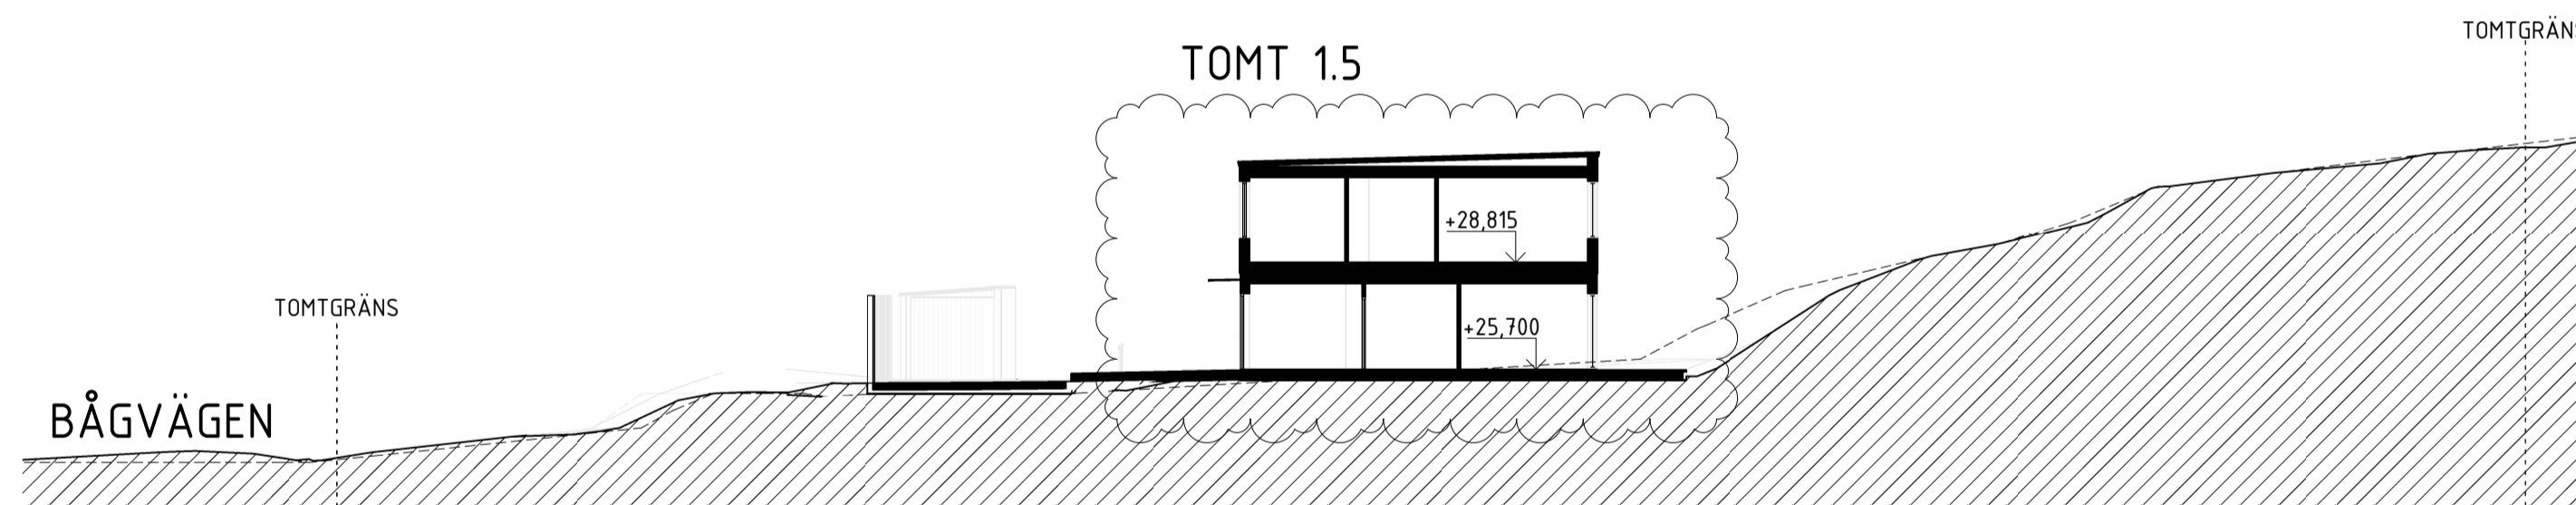 TOMTGRÄN
TOMT 1.5
+28,815
TOMTGRÄNS
+25,700
BÅGVÄGEN